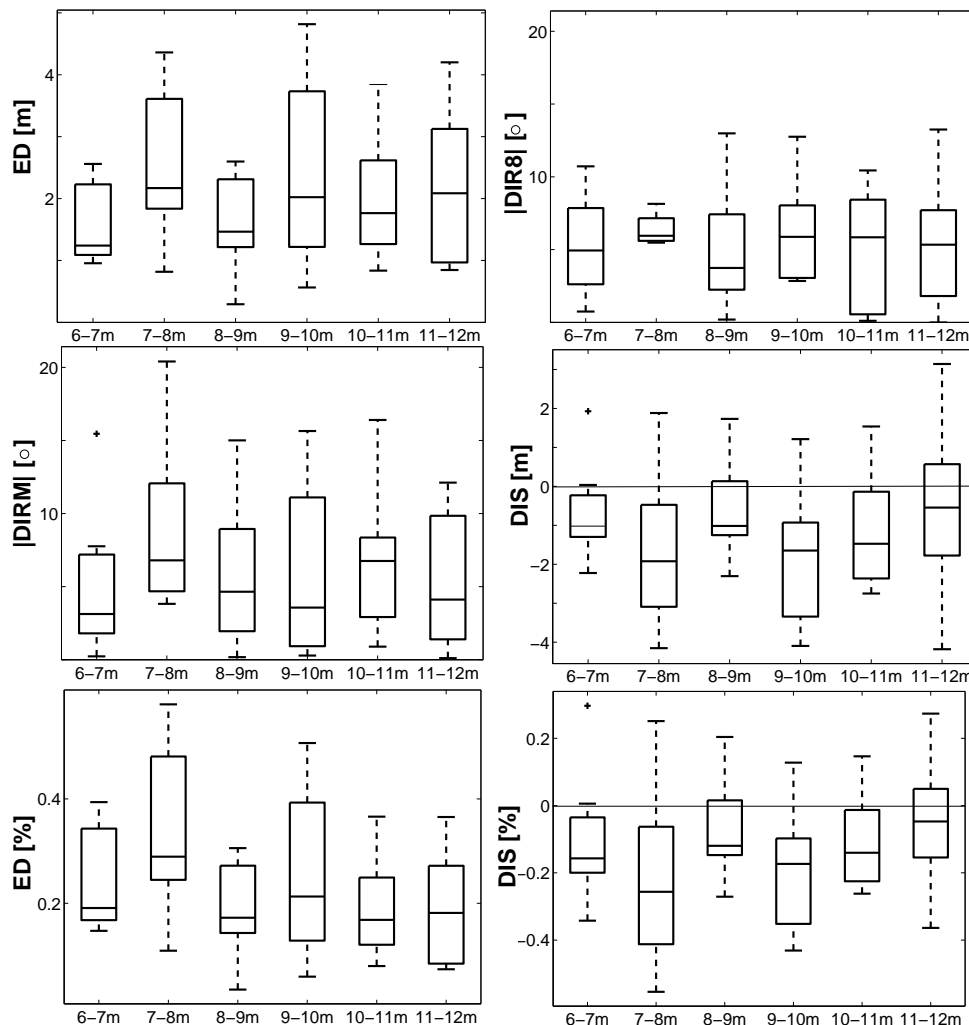 ED [m]
4
2
6–7m 7–8m 8–9m 9–10m 10–11m 11–12m
|DIR8| [○]
20
10
6–7m 7–8m 8–9m 9–10m 10–11m 11–12m
|DIRM| [○]
20
10
6–7m 7–8m 8–9m 9–10m 10–11m 11–12m
DIS [m]
2
0
−2
−4
6–7m 7–8m 8–9m 9–10m 10–11m 11–12m
ED [%]
0.4
0.2
6–7m 7–8m 8–9m 9–10m 10–11m 11–12m
DIS [%]
0.2
0
−0.2
−0.4
6–7m 7–8m 8–9m 9–10m 10–11m 11–12m